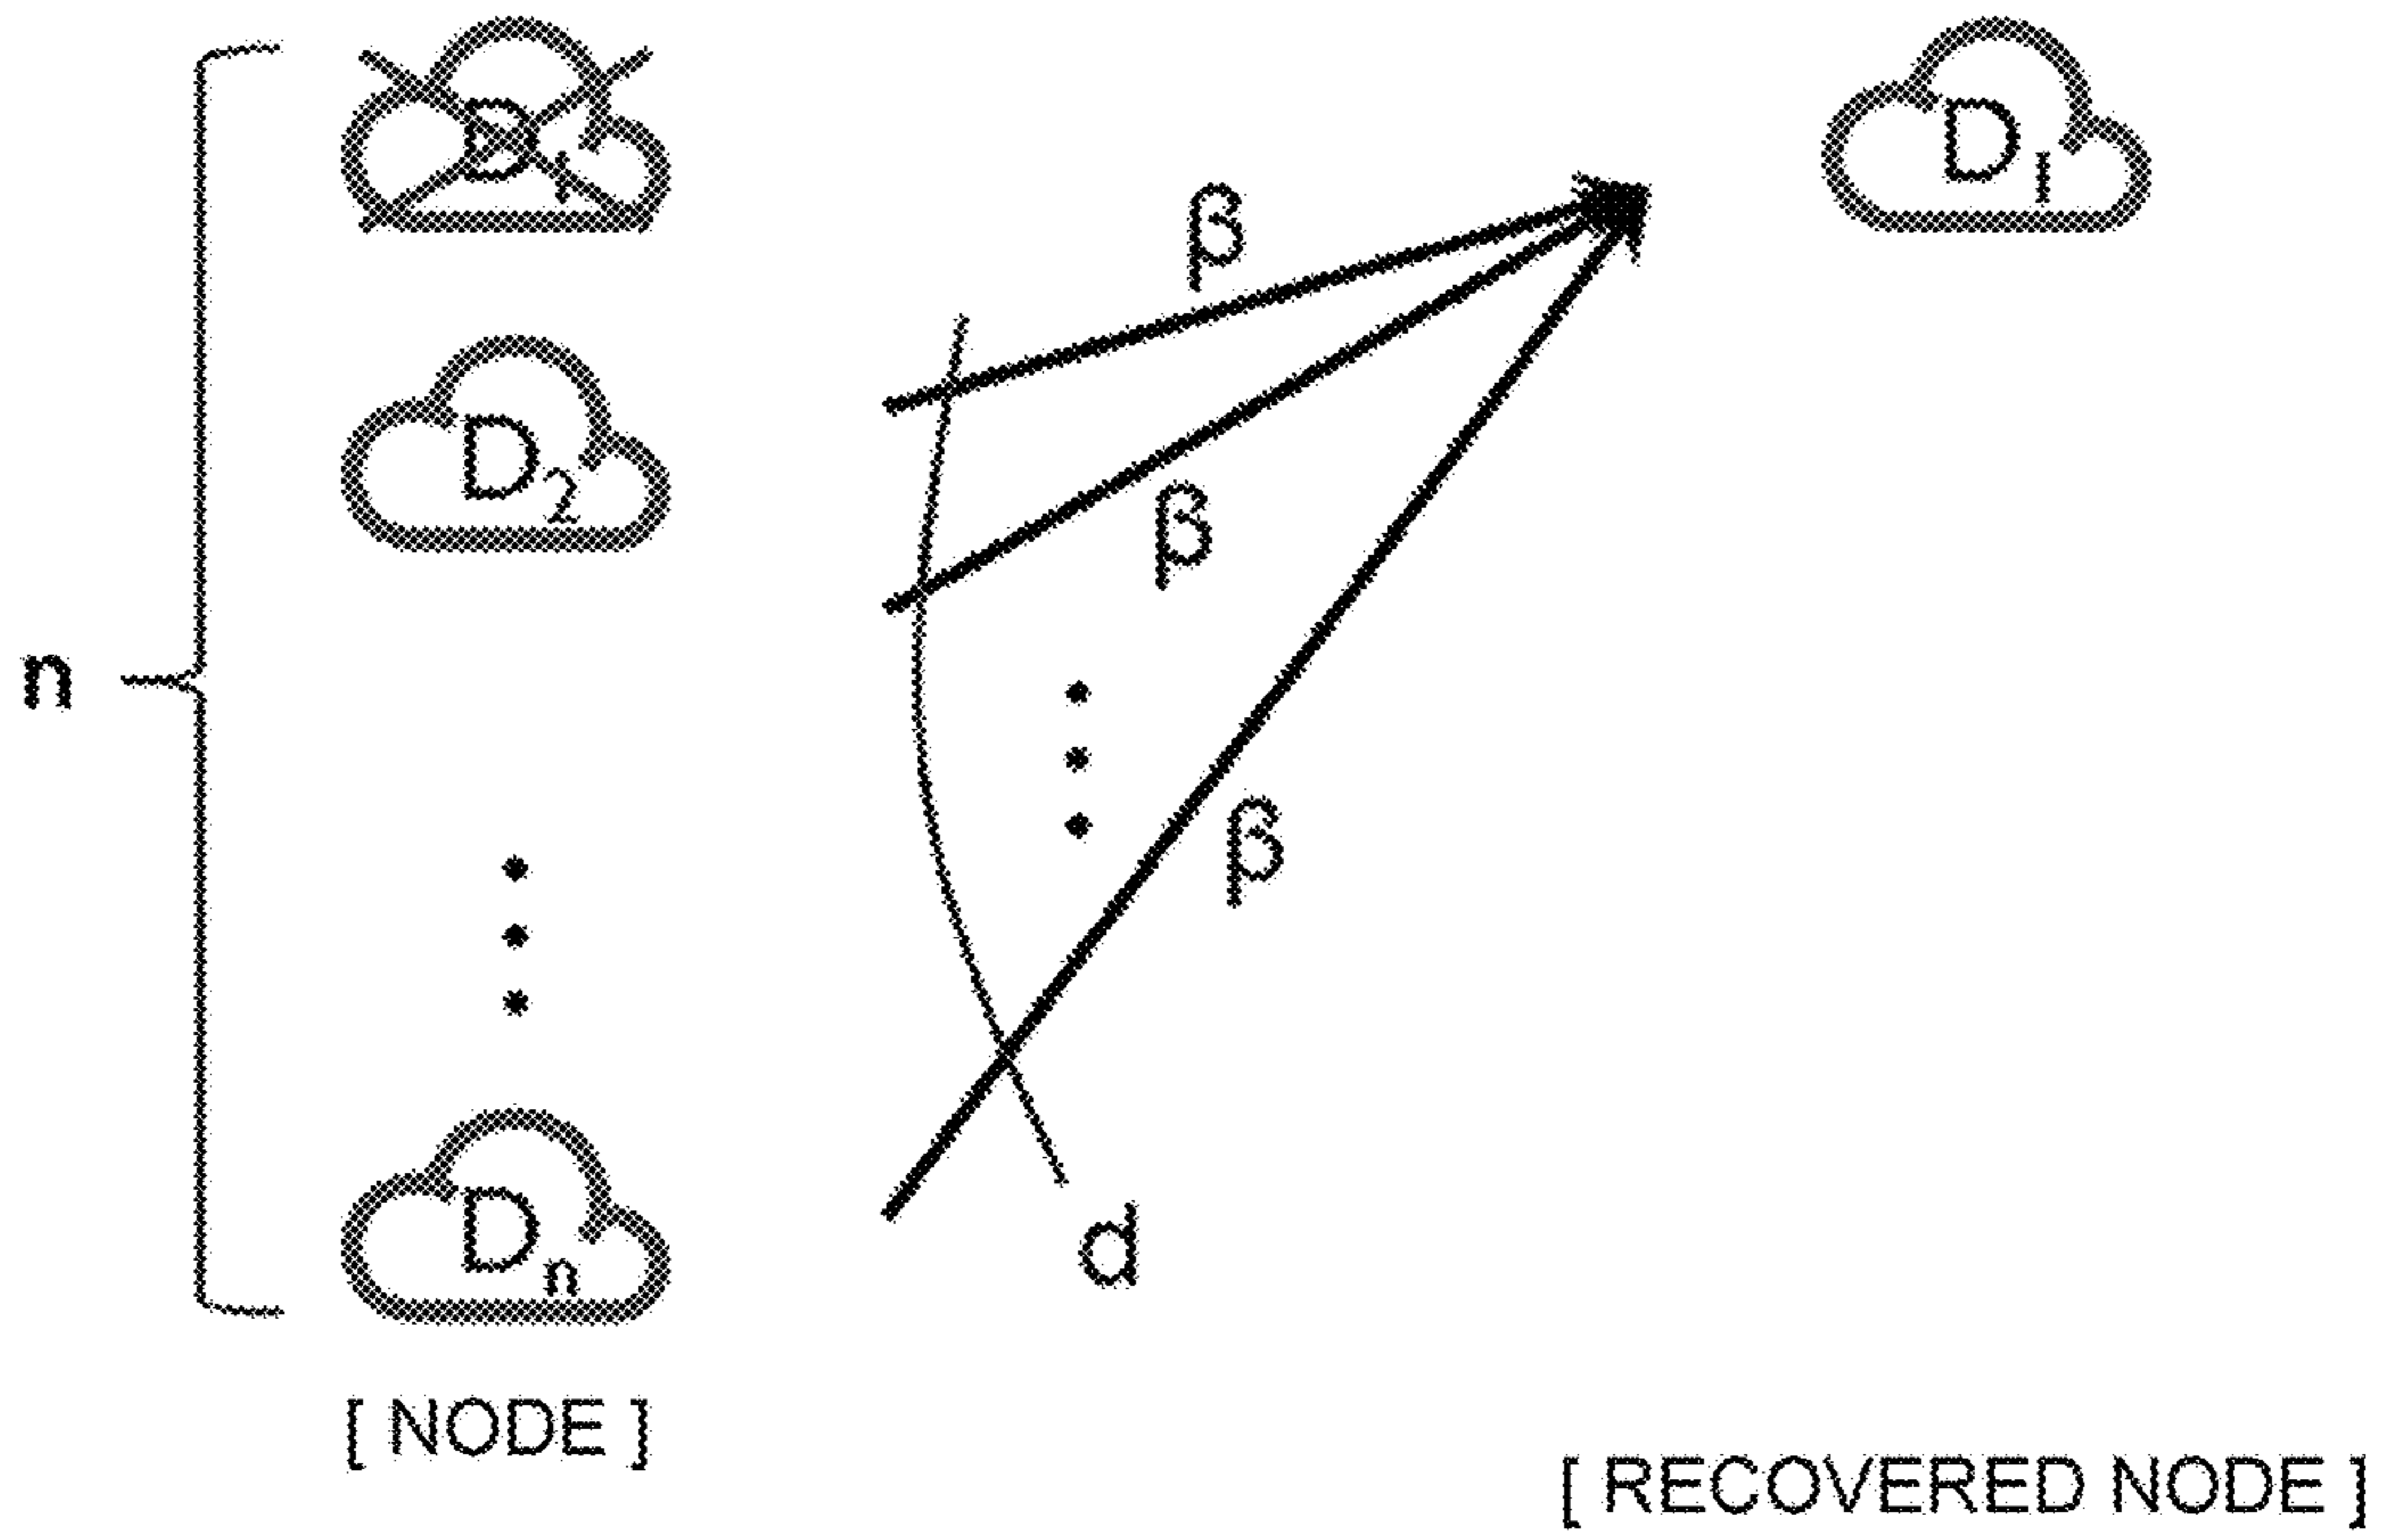 D1
D1
β
D2
β
n
β
Dn
d
[ NODE ]
[ RECOVERED NODE ]